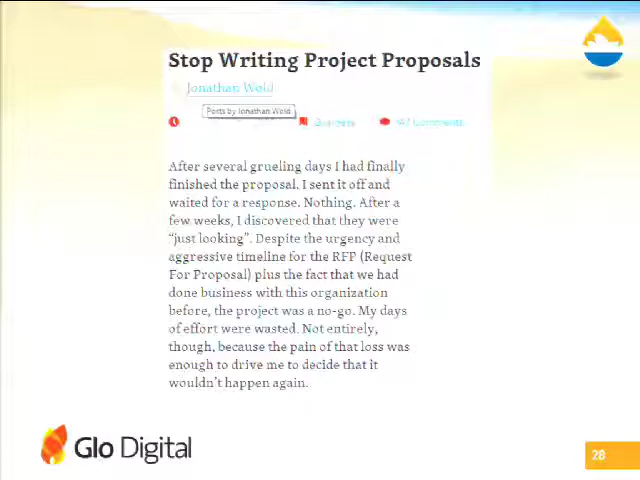 Stop Writing Project Proposals
Jonathan Wold
Posts by Jonathan Wold
Business
Comments
After several grueling days I had finally
finished the proposal. I sent it off and
waited for a response. Nothing. After a
few weeks, I discovered that they were
“just looking”. Despite the urgency and
aggressive timeline for the RFP (Request
For Proposal) plus the fact that we had
done business with this organization
before, the project was a no-go. My days
of effort were wasted. Not entirely,
though, because the pain of that loss was
enough to drive me to decide that it
wouldn’t happen again.
Glo Digital
28